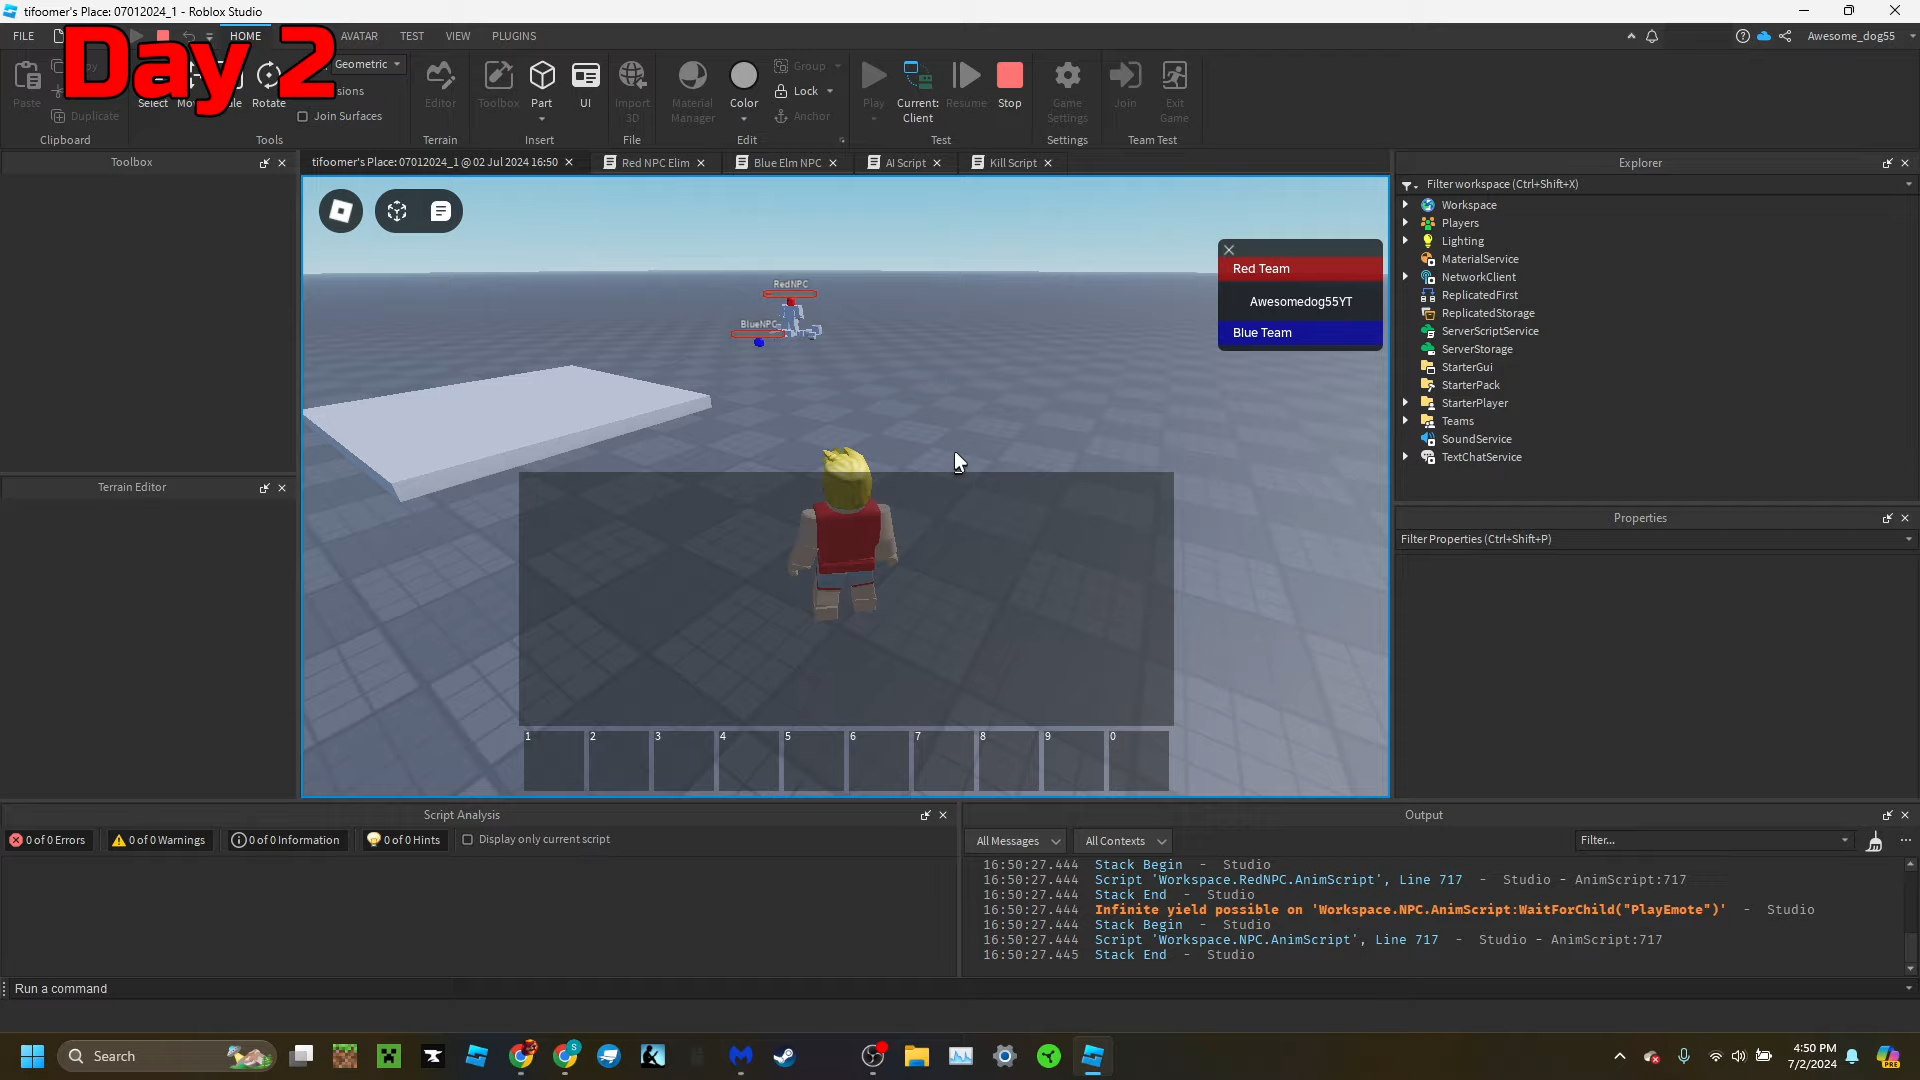 tifoomer's Place: 07012024_1 - Roblox Studio
Day 2
FILE
HOME
AVATAR
TEST
VIEW
PLUGINS
Awesome_dog55
Paste
Duplicate
Clipboard
Select
Rotate
Geometric
Join Surfaces
Tools
Editor
Terrain
Toolbox
Part
UI
Insert
Import
3D
File
Material
Manager
Color
Group
Lock
Anchor
Edit
Play
Current:
Client
Resume
Stop
Test
Game
Settings
Settings
Join
Exit
Game
Team Test
Toolbox
tifoomer's Place: 07012024_1 @ 02 Jul 2024 16:50
Red NPC Elim
Blue Elm NPC
AI Script
Kill Script
Explorer
Filter workspace (Ctrl+Shift+X)
Workspace
Players
Lighting
MaterialService
NetworkClient
ReplicatedFirst
ReplicatedStorage
ServerScriptService
ServerStorage
StarterGui
StarterPack
StarterPlayer
Teams
SoundService
TextChatService
RedNPC
BlueNPC
Red Team
Awesomedog55YT
Blue Team
Terrain Editor
Properties
Filter Properties (Ctrl+Shift+P)
1 2 3 4 5 6 7 8 9 0
Script Analysis
0 of 0 Errors
0 of 0 Warnings
0 of 0 Information
0 of 0 Hints
Display only current script
Output
All Messages
All Contexts
Filter...
16:50:27.444 Stack Begin - Studio
16:50:27.444 Script 'Workspace.RedNPC.AnimScript', Line 717 - Studio - AnimScript:717
16:50:27.444 Stack End - Studio
16:50:27.444 Infinite yield possible on 'Workspace.NPC.AnimScript:WaitForChild("PlayEmote")' - Studio
16:50:27.444 Stack Begin - Studio
16:50:27.444 Script 'Workspace.NPC.AnimScript', Line 717 - Studio - AnimScript:717
16:50:27.445 Stack End - Studio
Run a command
Search
4:50 PM
7/2/2024